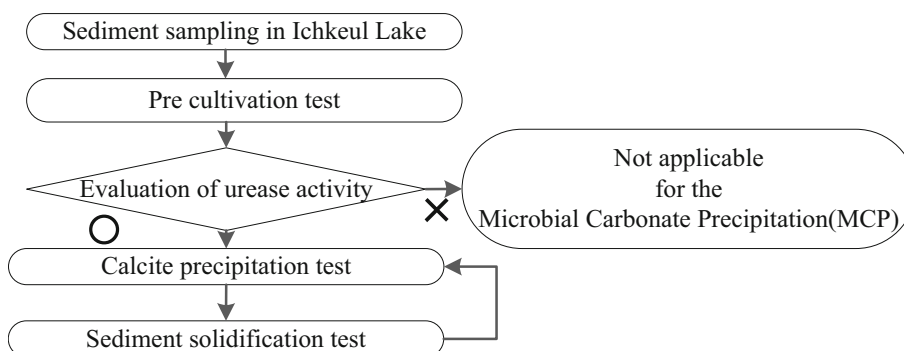 Sediment sampling in Ichkeul Lake
Pre cultivation test
Evaluation of urease activity
Not applicable
for the
Microbial Carbonate Precipitation(MCP).
Calcite precipitation test
Sediment solidification test